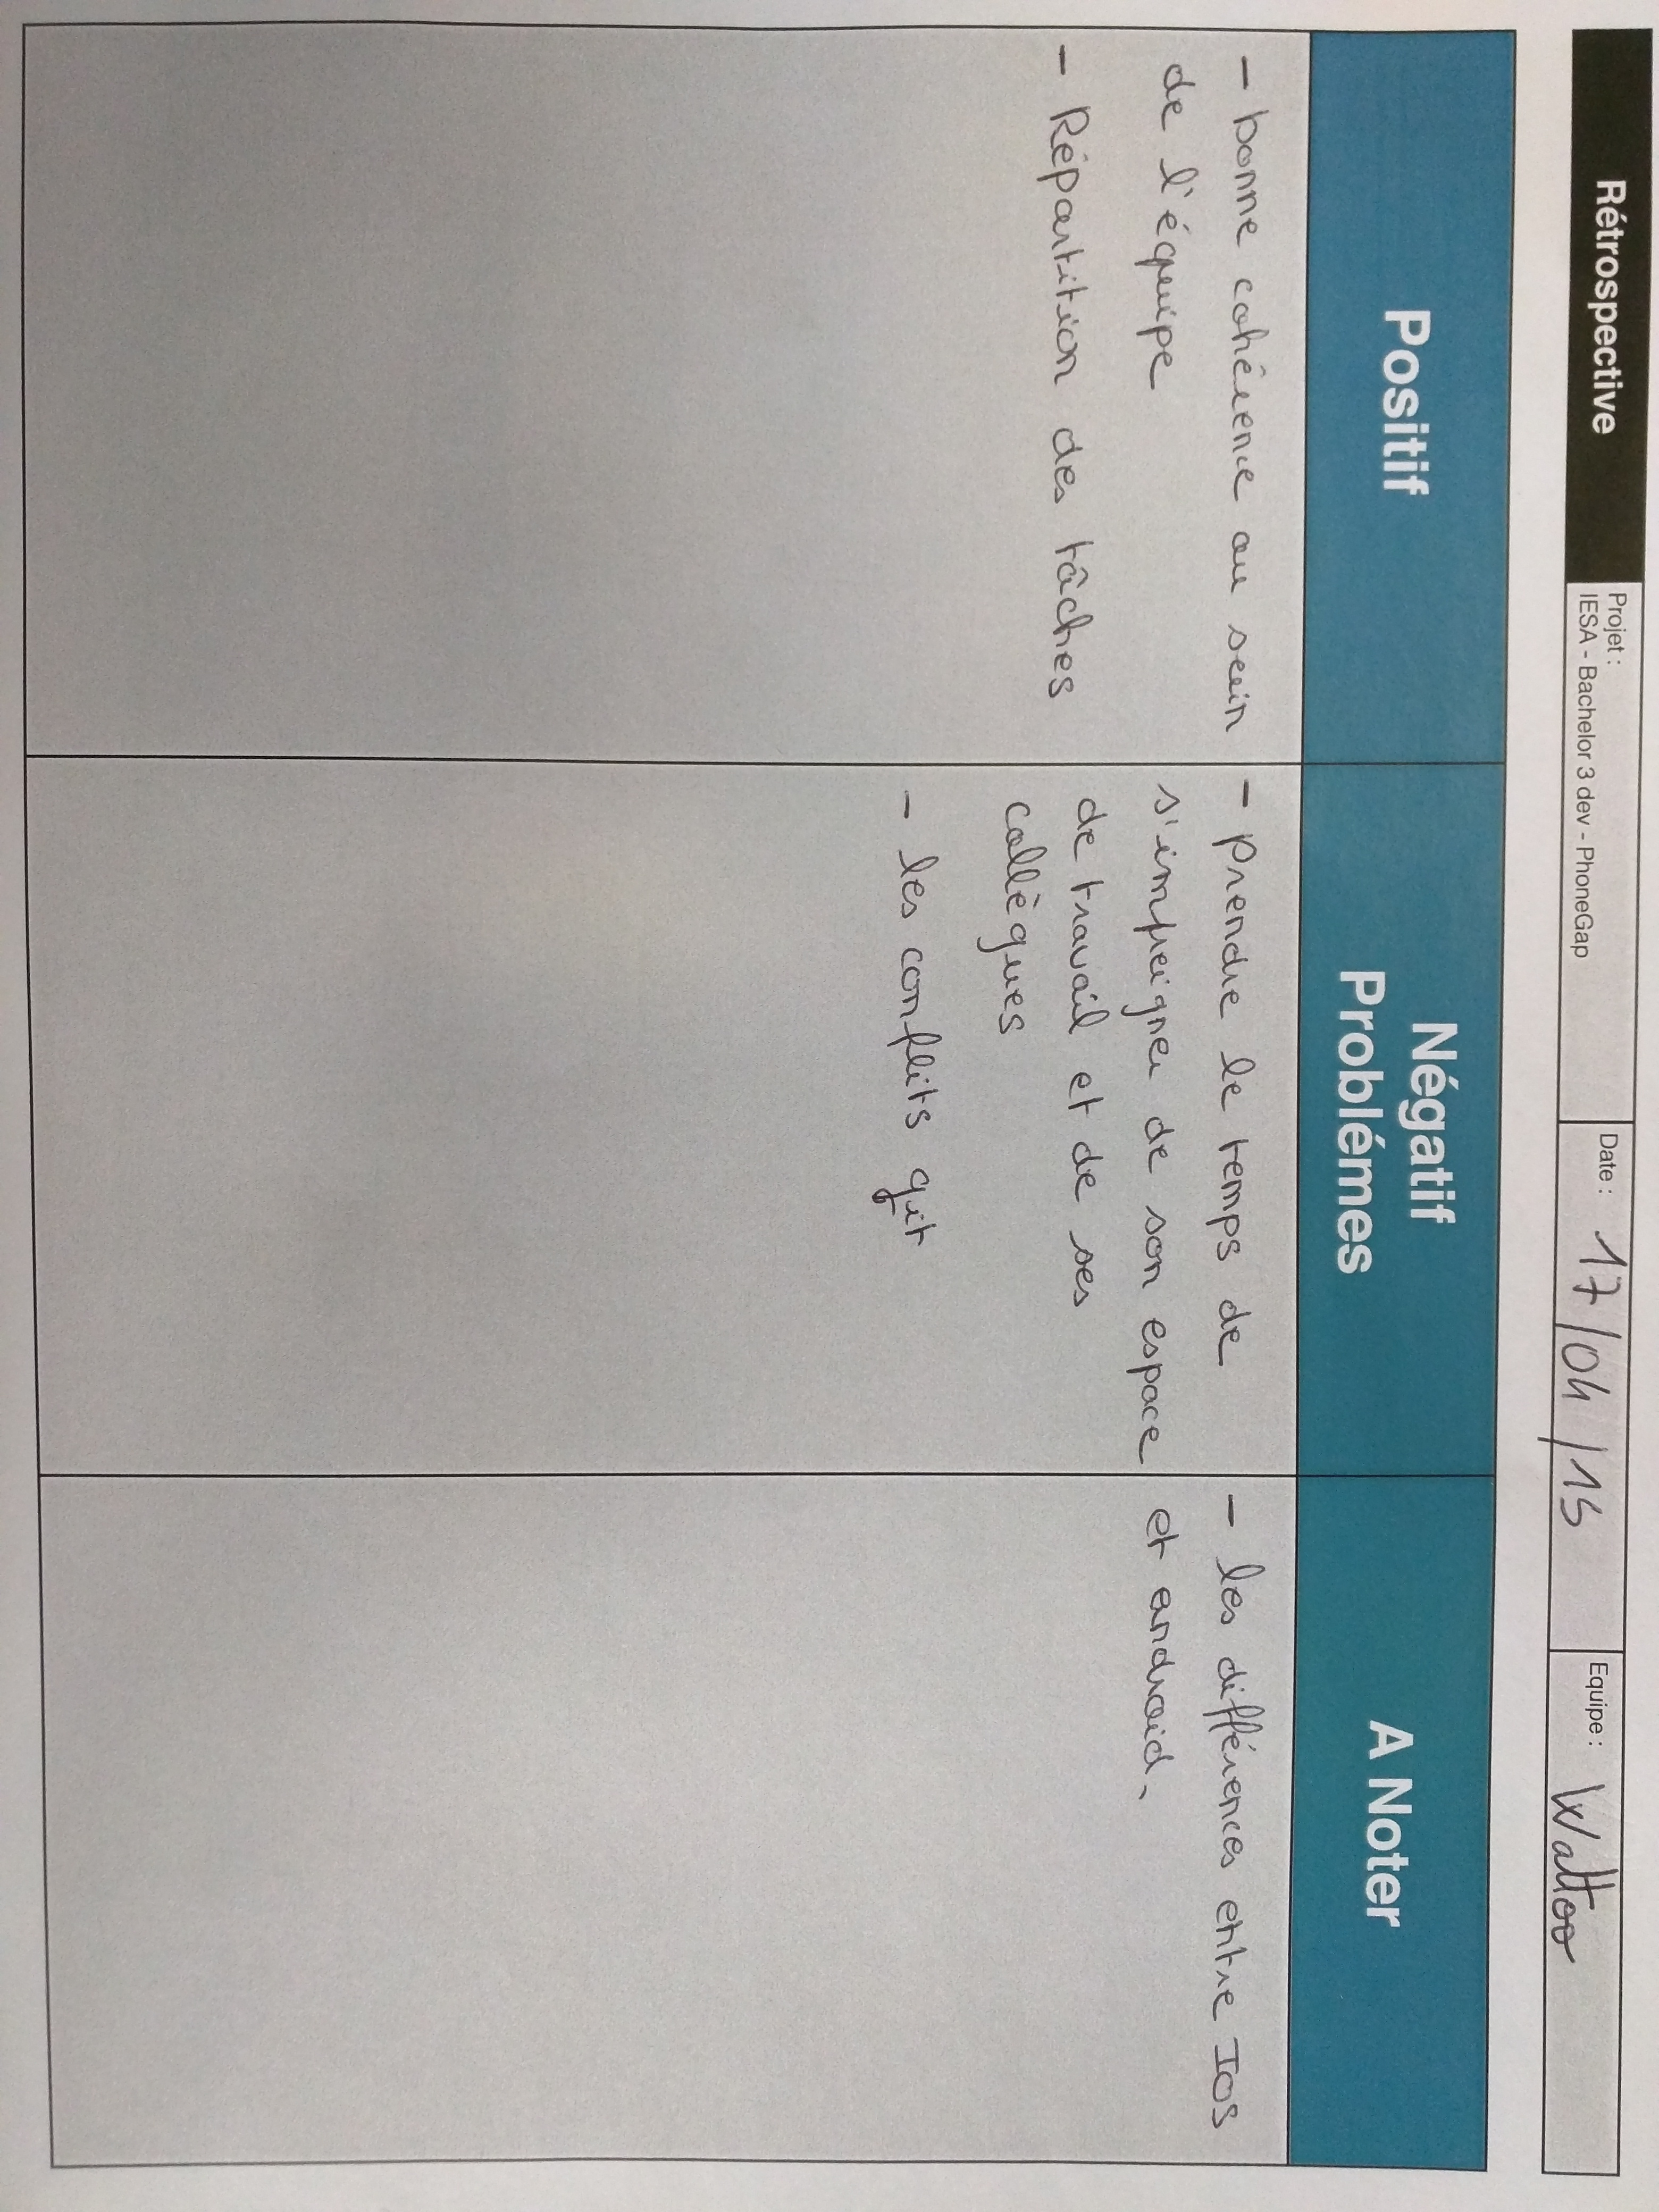 Rétrospective
Projet :
IESA - Bachelor 3 dev - PhoneGap
Date : 17/04/15
Equipe : Waltoo
Positif
- bonne cohérence au sein
de l'équipe
- Répartition des tâches
Négatif
Problémes
- prendre le temps de
s'impreigner de son espace
de travail et de ses
collègues
- les conflits git
A Noter
- les différences entre IOS
et android.